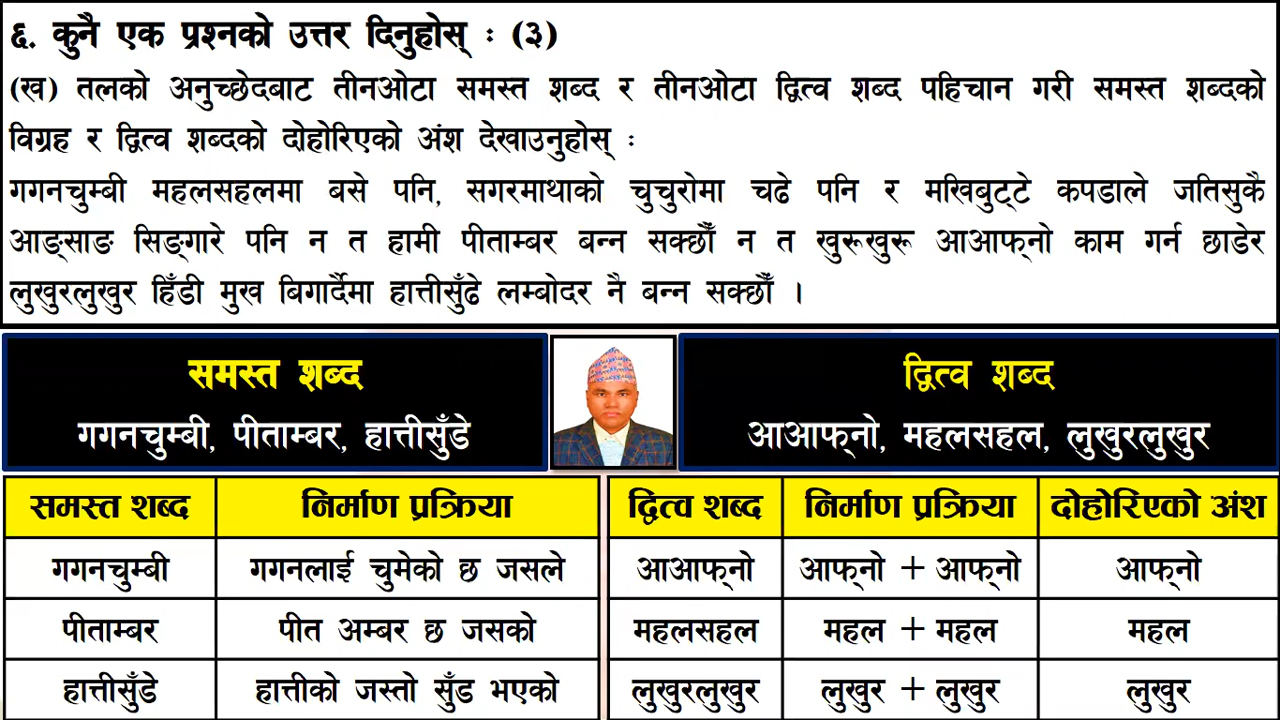 ६. कुनै एक प्रश्नको उत्तर दिनुहोस् : (३)
(ख) तलको अनुच्छेदबाट तीनओटा समस्त शब्द र तीनओटा द्वित्व शब्द पहिचान गरी समस्त शब्दको
विग्रह र द्वित्व शब्दको दोहोरिएको अंश देखाउनुहोस् :
गगनचुम्बी महलसहलमा बसे पनि, सगरमाथाको चुचुरोमा चढे पनि र मखिबुट्टे कपडाले जतिसुकै
आङ्साङ सिङ्गारे पनि न त हामी पीताम्बर बन्न सक्छौँ न त खुरूखुरू आआफ्‌नो काम गर्न छाडेर
लुखुरलुखुर हिँडी मुख बिगार्दैमा हात्तीसुँढे लम्बोदर नै बन्न सक्छौँ ।
समस्त शब्द
गगनचुम्बी, पीताम्बर, हात्तीसुँडे
द्वित्व शब्द
आआफ्‌नो, महलसहल, लुखुरलुखुर
समस्त शब्द निर्माण प्रक्रिया
गगनचुम्बी गगनलाई चुमेको छ जसले
पीताम्बर पीत अम्बर छ जसको
हात्तीसुँडे हात्तीको जस्तो सुँड भएको
द्वित्व शब्द निर्माण प्रक्रिया दोहोरिएको अंश
आआफ्‌नो आफ्‌नो + आफ्‌नो आफ्‌नो
महलसहल महल + महल महल
लुखुरलुखुर लुखुर + लुखुर लुखुर